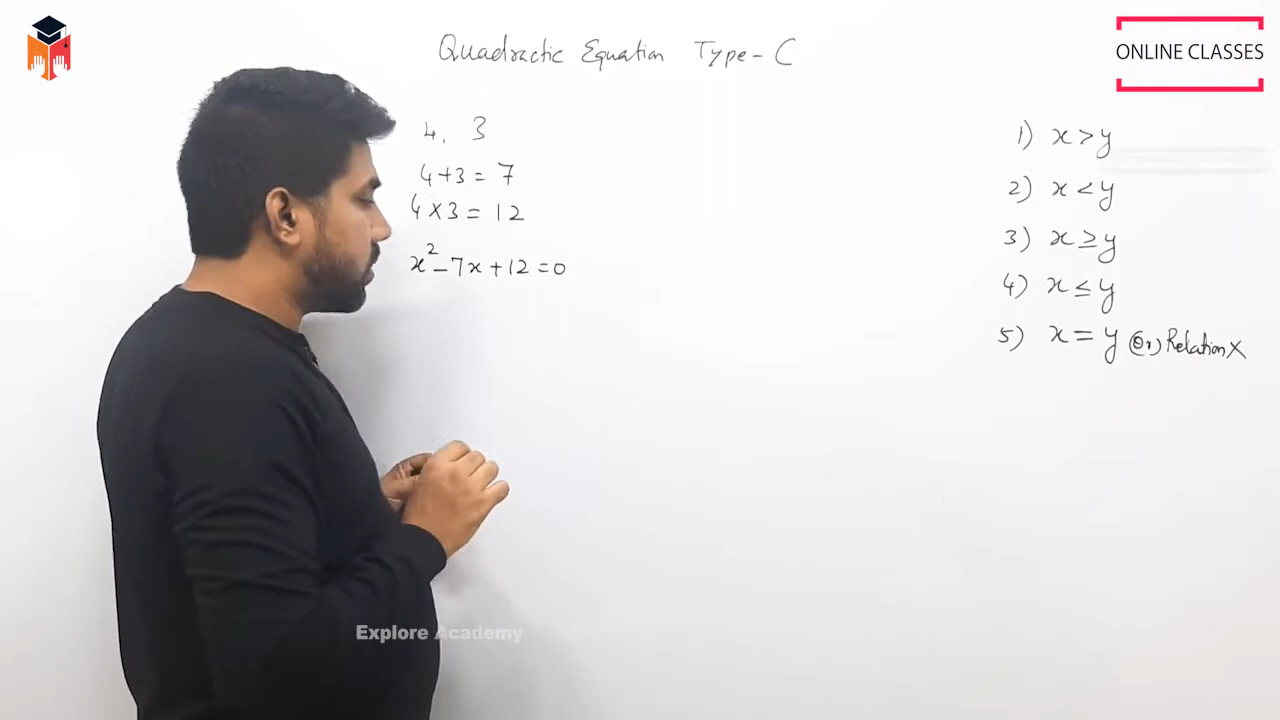 Quadractic Equation Type-C
ONLINE CLASSES
4, 3
4+3=7
4×3=12
x²-7x+12=0
1) x>y
2) x<y
3) x≥y
4) x≤y
5) x=y (or) Relation X
Explore Academy